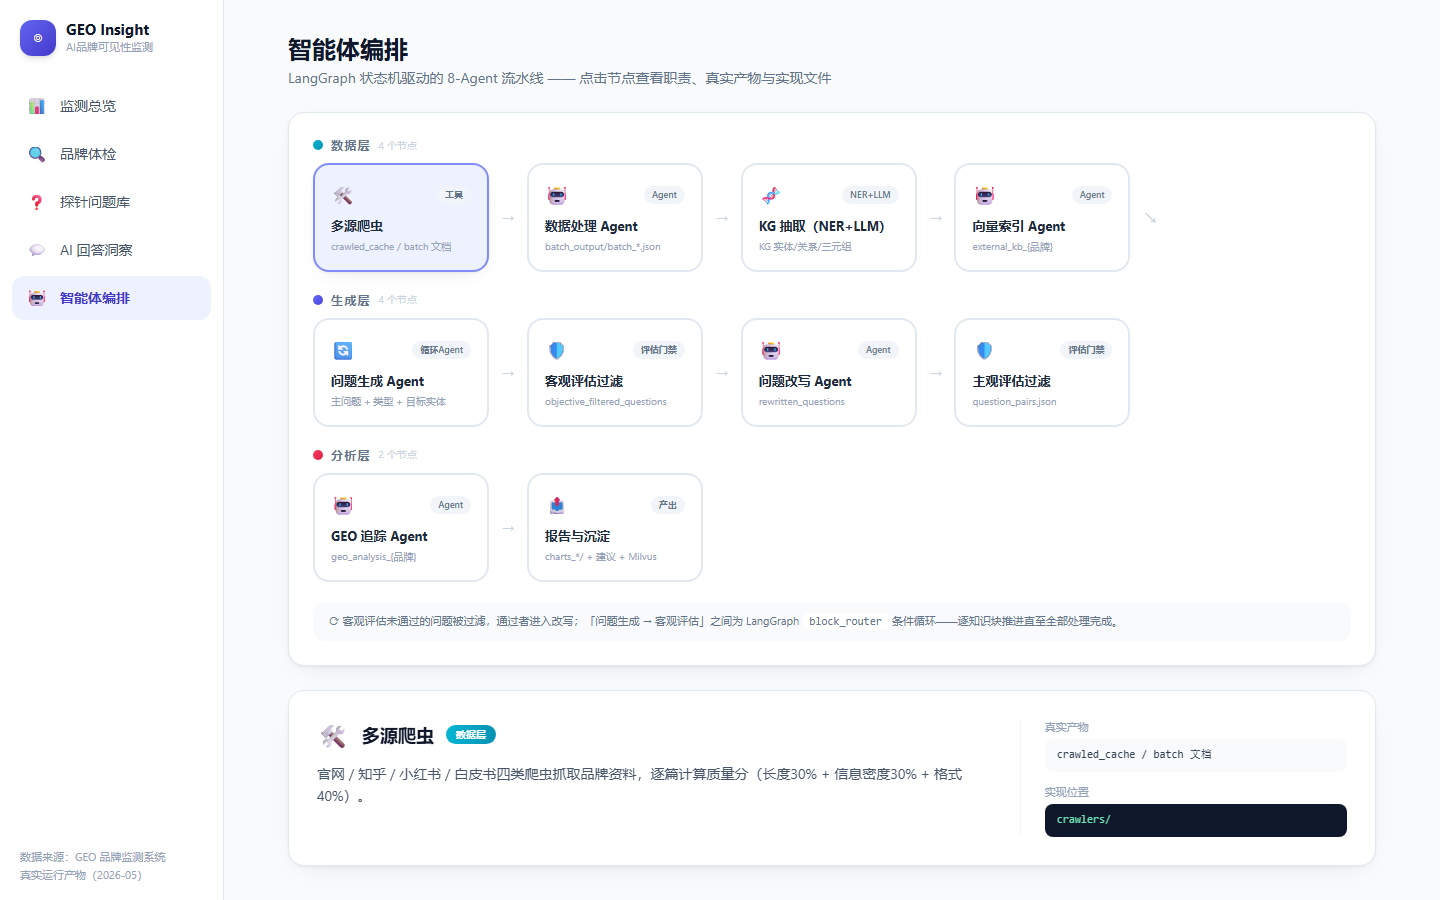 GEO Insight
AI品牌可见性监测
监测总览
品牌体检
探针问题库
AI 回答洞察
智能体编排
数据来源：GEO 品牌监测系统
真实运行产物（2026-05）
智能体编排
LangGraph 状态机驱动的 8-Agent 流水线 —— 点击节点查看职责、真实产物与实现文件
数据层 4 个节点
工具
多源爬虫
crawled_cache / batch 文档
→
Agent
数据处理 Agent
batch_output/batch_*.json
→
NER+LLM
KG 抽取（NER+LLM）
KG 实体/关系/三元组
→
Agent
向量索引 Agent
external_kb_{品牌}
↘
生成层 4 个节点
循环Agent
问题生成 Agent
主问题 + 类型 + 目标实体
→
评估门禁
客观评估过滤
objective_filtered_questions
→
Agent
问题改写 Agent
rewritten_questions
→
评估门禁
主观评估过滤
question_pairs.json
分析层 2 个节点
Agent
GEO 追踪 Agent
geo_analysis_{品牌}
→
产出
报告与沉淀
charts_*/ + 建议 + Milvus
⟳ 客观评估未通过的问题被过滤，通过者进入改写；「问题生成 → 客观评估」之间为 LangGraph block_router 条件循环——逐知识块推进直至全部处理完成。
多源爬虫 数据层
官网 / 知乎 / 小红书 / 白皮书四类爬虫抓取品牌资料，逐篇计算质量分（长度30% + 信息密度30% + 格式
40%）。
真实产物
crawled_cache / batch 文档
实现位置
crawlers/